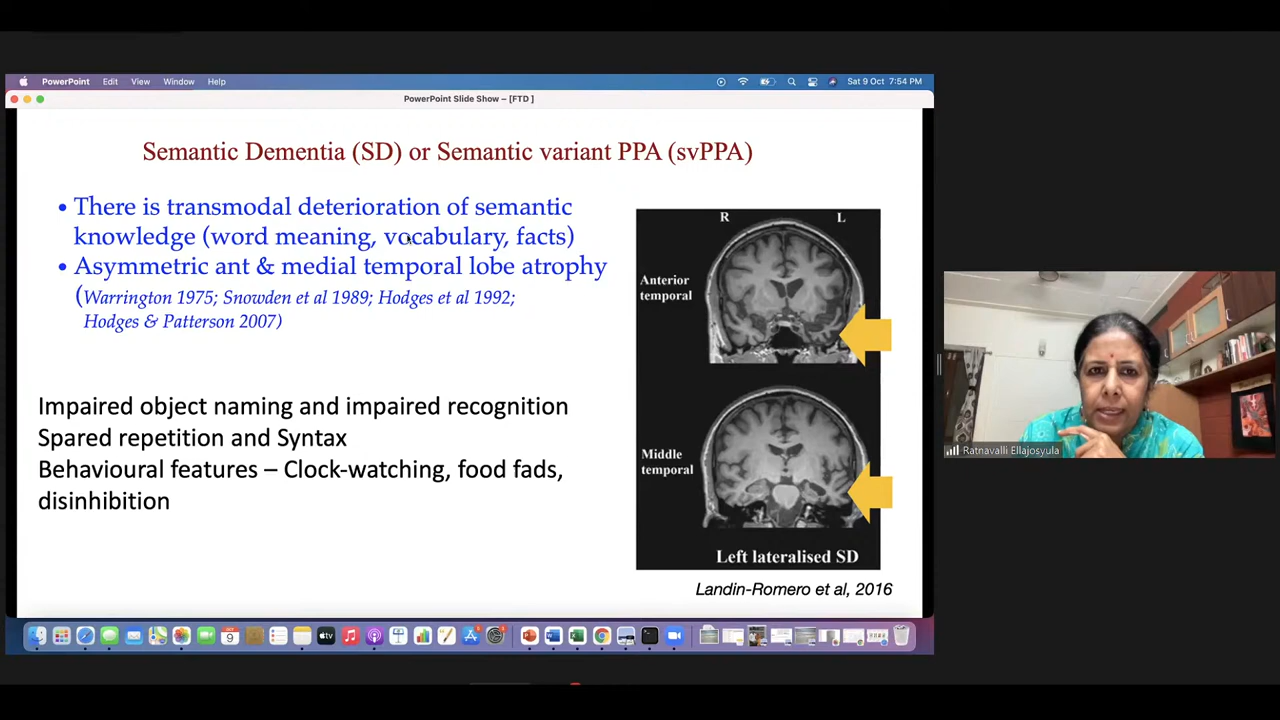 PowerPoint Edit View Window Help Sat 9 Oct 7:54 PM
PowerPoint Slide Show – [FTD ]
Semantic Dementia (SD) or Semantic variant PPA (svPPA)
• There is transmodal deterioration of semantic
knowledge (word meaning, vocabulary, facts)
• Asymmetric ant & medial temporal lobe atrophy
(Warrington 1975; Snowden et al 1989; Hodges et al 1992;
Hodges & Patterson 2007)
Impaired object naming and impaired recognition
Spared repetition and Syntax
Behavioural features – Clock-watching, food fads,
disinhibition
R L
Anterior
temporal
Middle
temporal
Left lateralised SD
Landin-Romero et al, 2016
Ratnavalli Ellajosyula